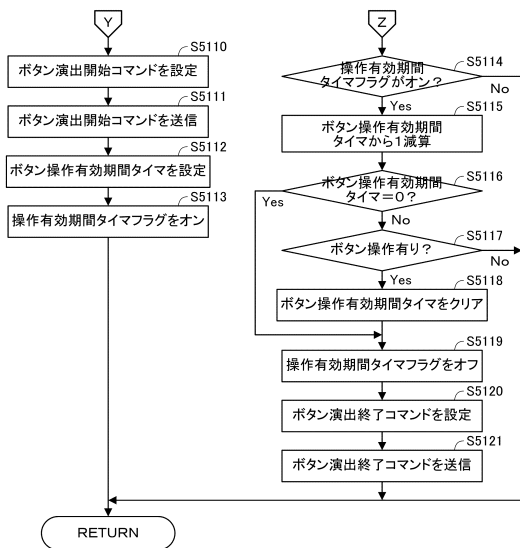 Y
S5110
ボタン演出開始コマンドを設定
S5111
ボタン演出開始コマンドを送信
S5112
ボタン操作有効期間タイマを設定
S5113
操作有効期間タイマフラグをオン
Z
S5114
操作有効期間
タイマフラグがオン?
No
Yes
S5115
ボタン操作有効期間
タイマから1減算
S5116
ボタン操作有効期間
タイマ=0?
Yes
No
S5117
ボタン操作有り?
No
Yes
S5118
ボタン操作有効期間タイマをクリア
S5119
操作有効期間タイマフラグをオフ
S5120
ボタン演出終了コマンドを設定
S5121
ボタン演出終了コマンドを送信
RETURN